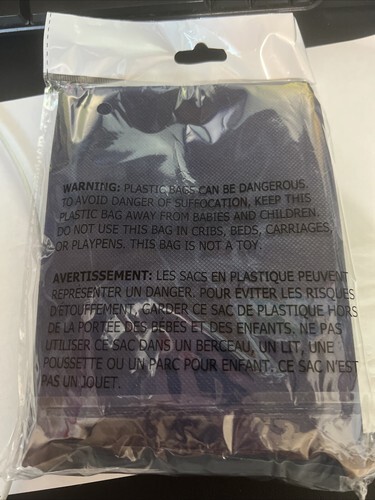 WARNING: PLASTIC BAGS CAN BE DANGEROUS.
TO AVOID DANGER OF SUFFOCATION, KEEP THIS
PLASTIC BAG AWAY FROM BABIES AND CHILDREN.
DO NOT USE THIS BAG IN CRIBS, BEDS, CARRIAGES,
OR PLAYPENS. THIS BAG IS NOT A TOY.
AVERTISSEMENT: LES SACS EN PLASTIQUE PEUVENT
REPRÉSENTER UN DANGER. POUR ÉVITER LES RISQUES
D'ÉTOUFFEMENT, GARDER CE SAC DE PLASTIQUE HORS
DE LA PORTÉE DES BÉBÉS ET DES ENFANTS. NE PAS
UTILISER CE SAC DANS UN BERCEAU, UN LIT, UNE
POUSSETTE OU UN PARC POUR ENFANT. CE SAC N'EST
PAS UN JOUET.